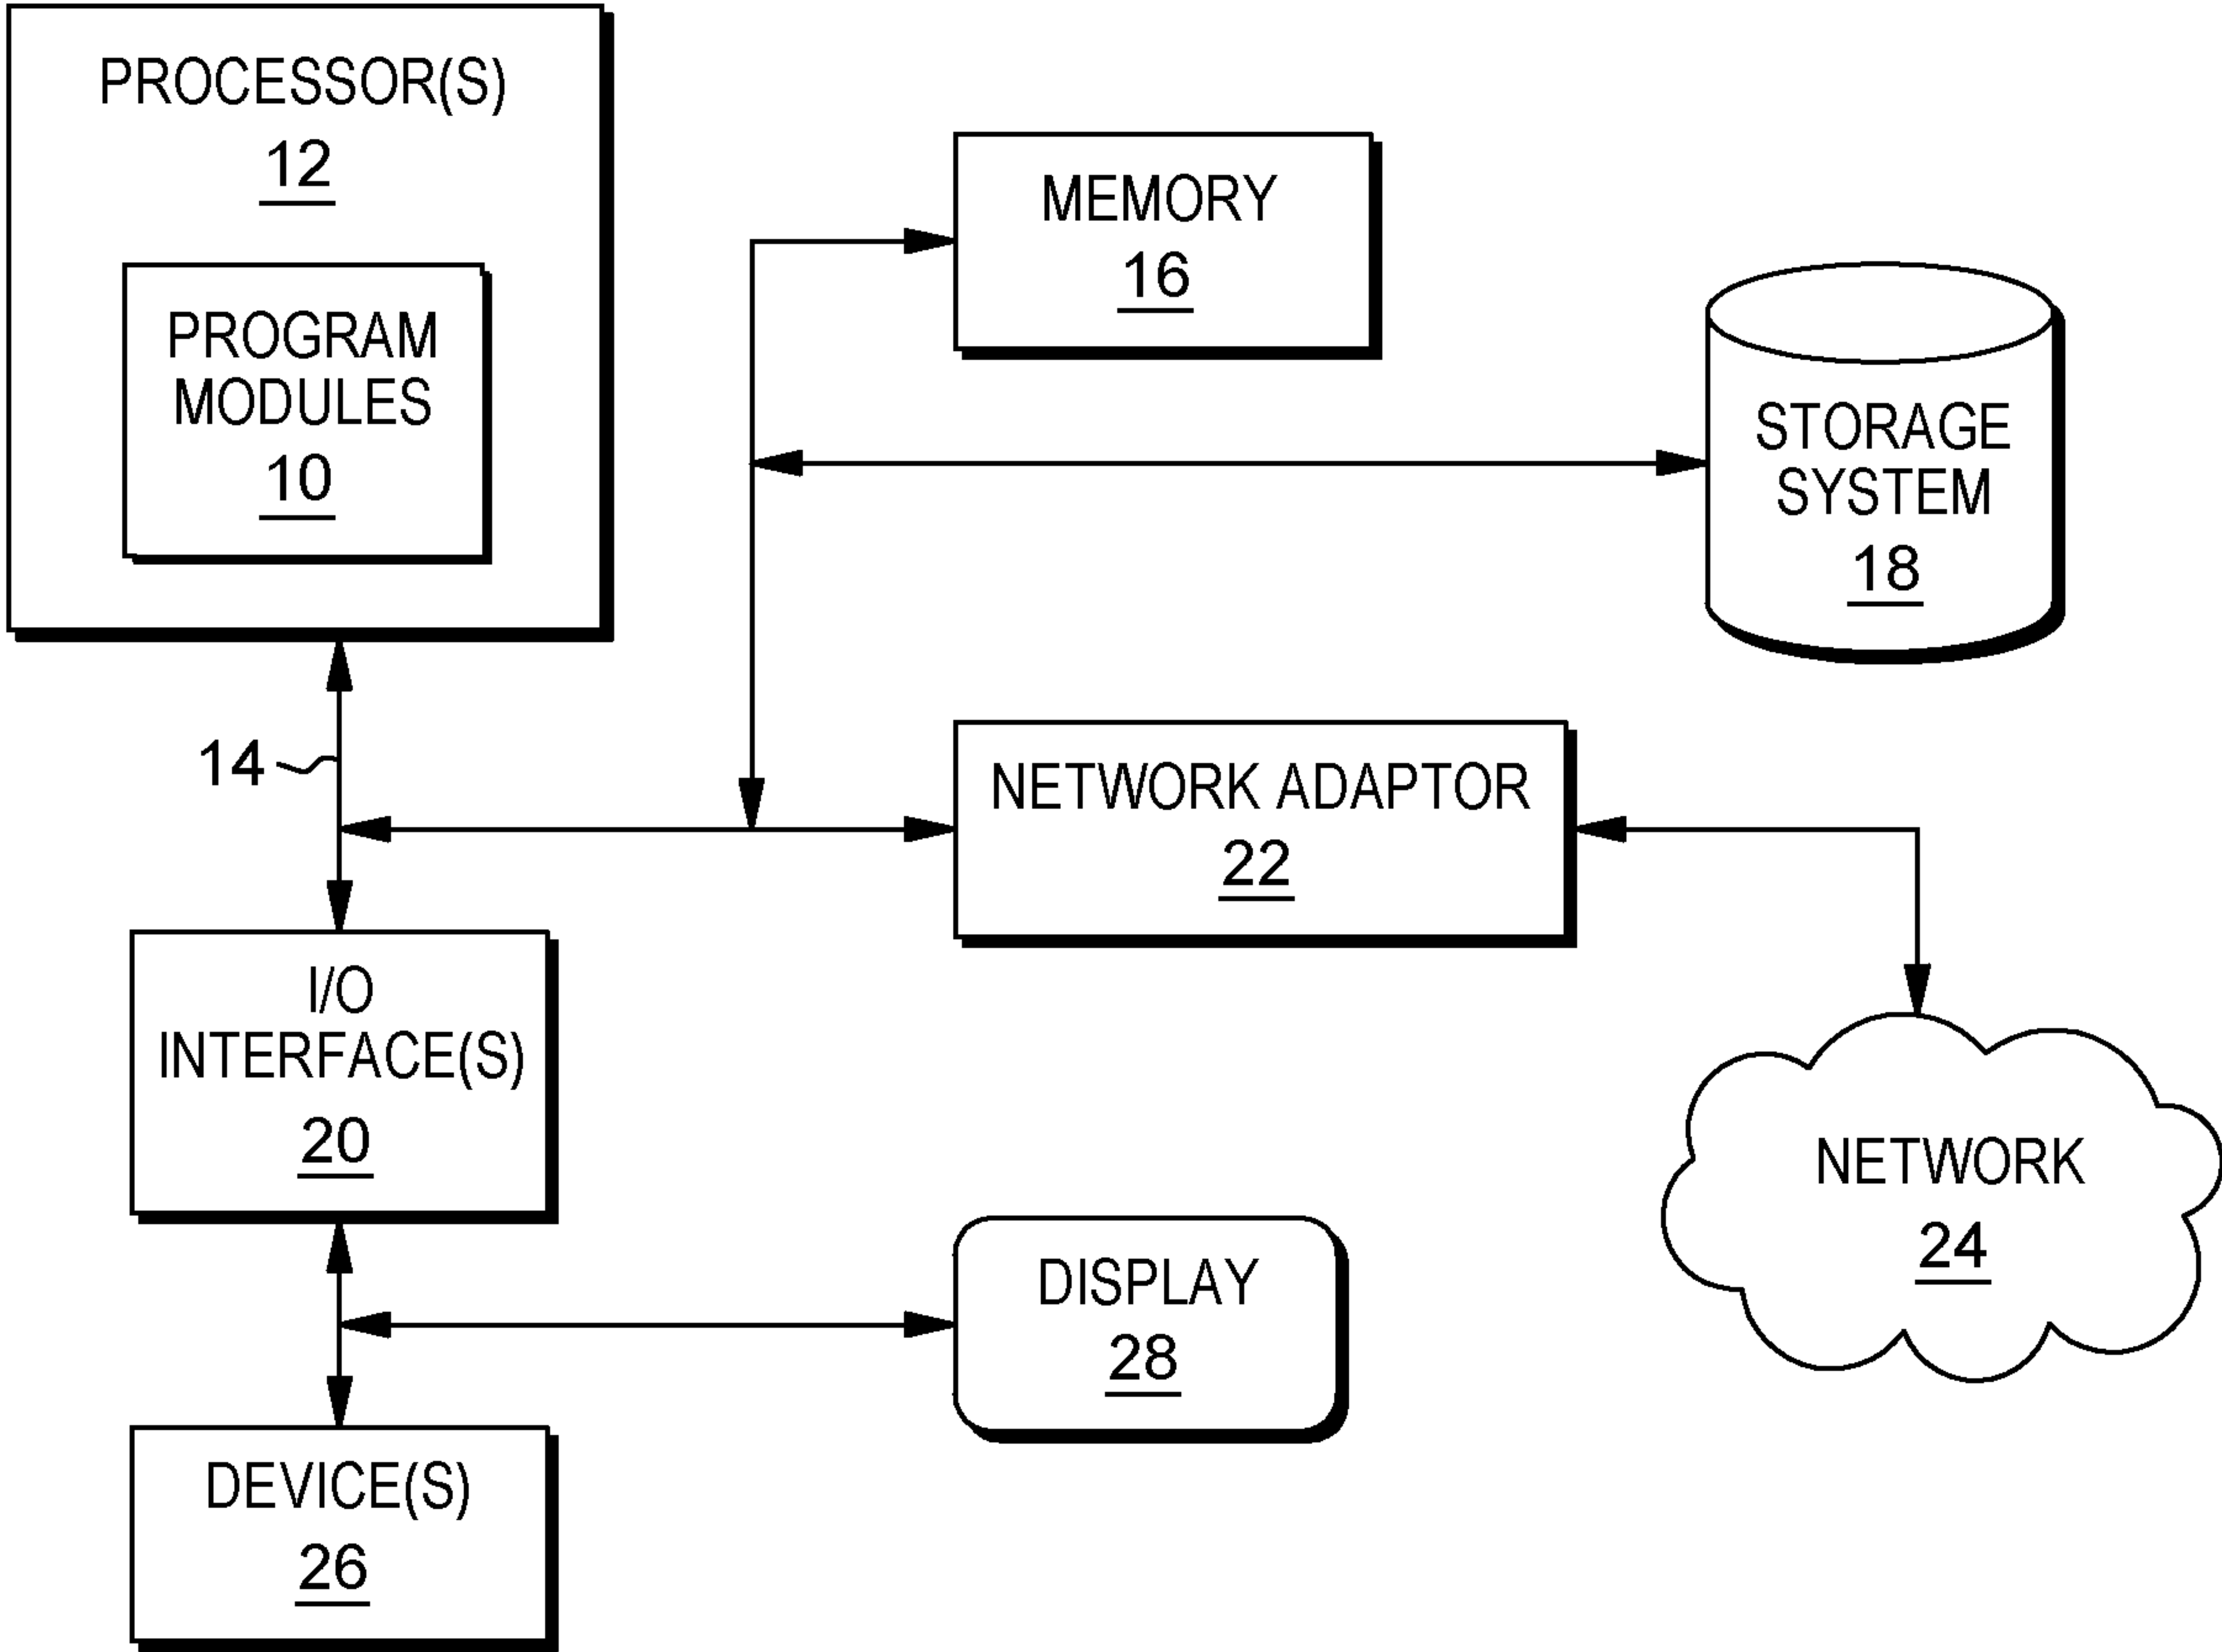 PROCESSOR(S)
12
PROGRAM
MODULES
10
MEMORY
16
STORAGE
SYSTEM
18
14
NETWORK ADAPTOR
22
I/O
INTERFACE(S)
20
NETWORK
24
DISPLAY
28
DEVICE(S)
26